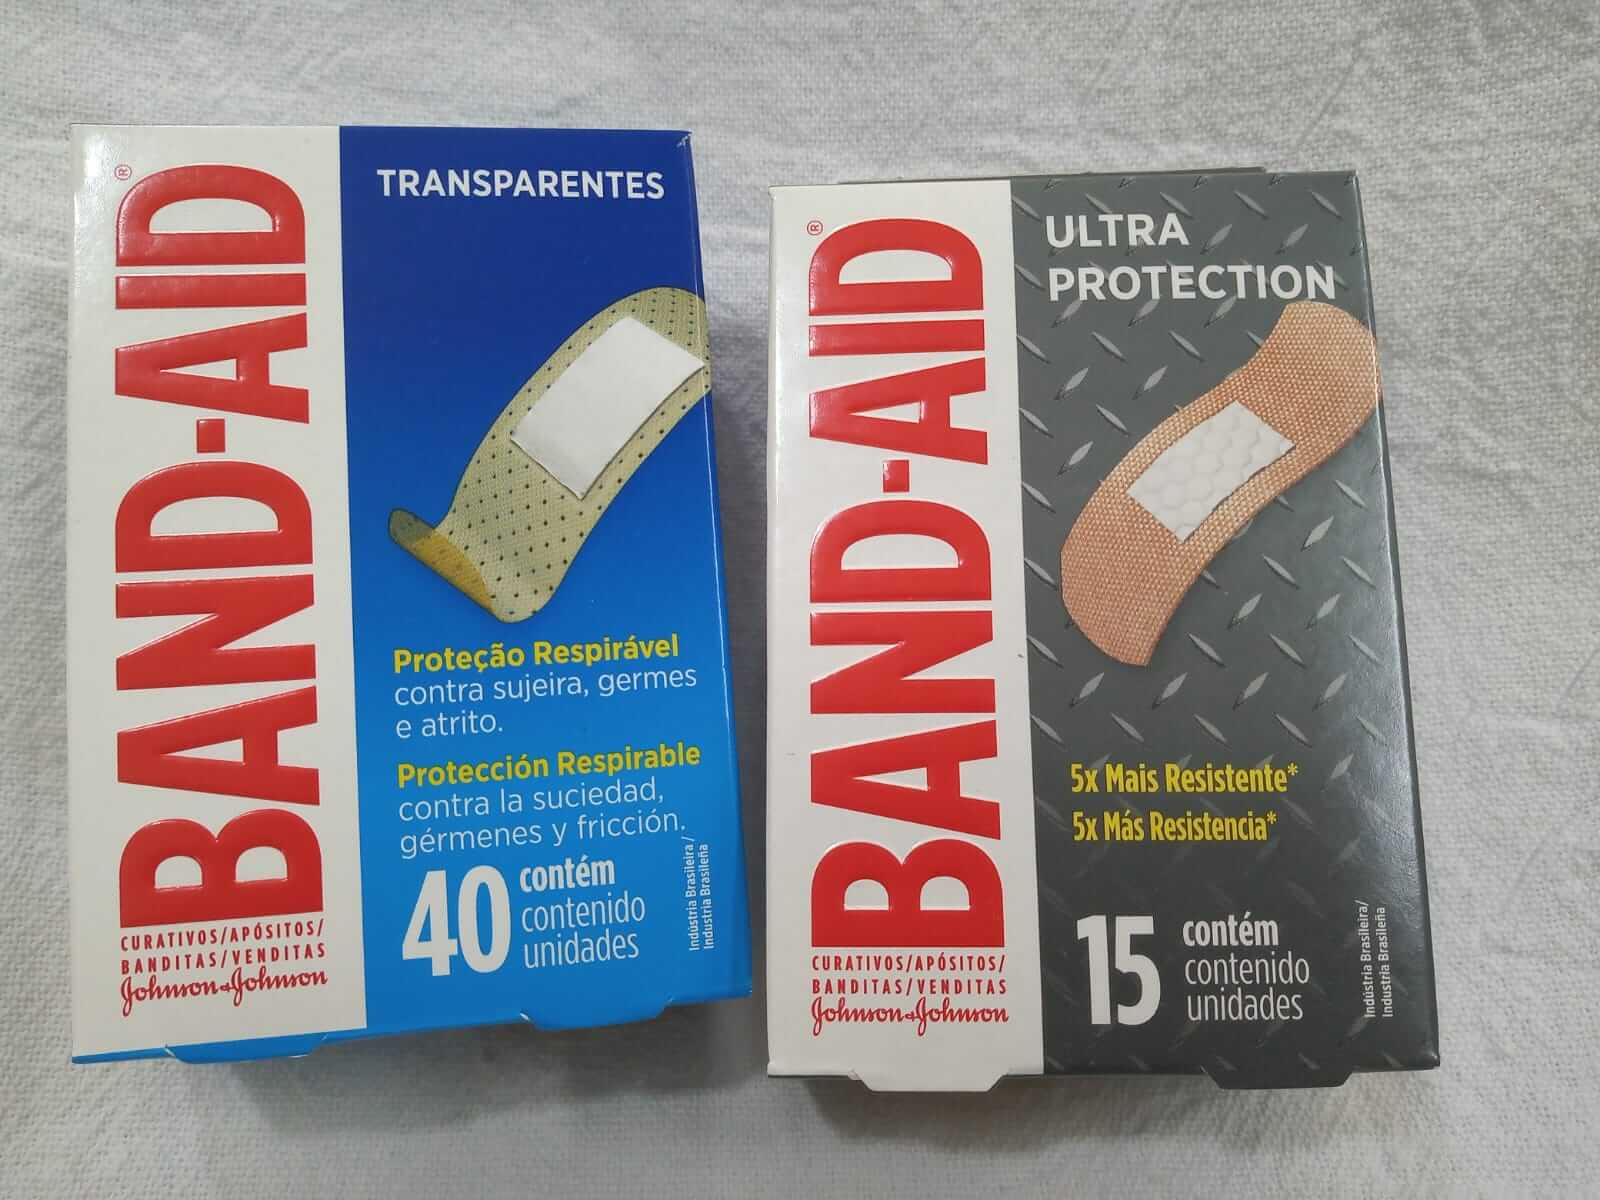 BAND-AID®
CURATIVOS/APÓSITOS/
BANDITAS/VENDITAS
Johnson & Johnson
TRANSPARENTES
Proteção Respirável
contra sujeira, germes
e atrito.
Protección Respirable
contra la suciedad,
gérmenes y fricción.
40 contém
contenido
unidades
Indústria Brasileira/
Industria Brasileña
BAND-AID®
CURATIVOS/APÓSITOS/
BANDITAS/VENDITAS
Johnson & Johnson
ULTRA
PROTECTION
5x Mais Resistente*
5x Más Resistencia*
15 contém
contenido
unidades
Indústria Brasileira/
Industria Brasileña